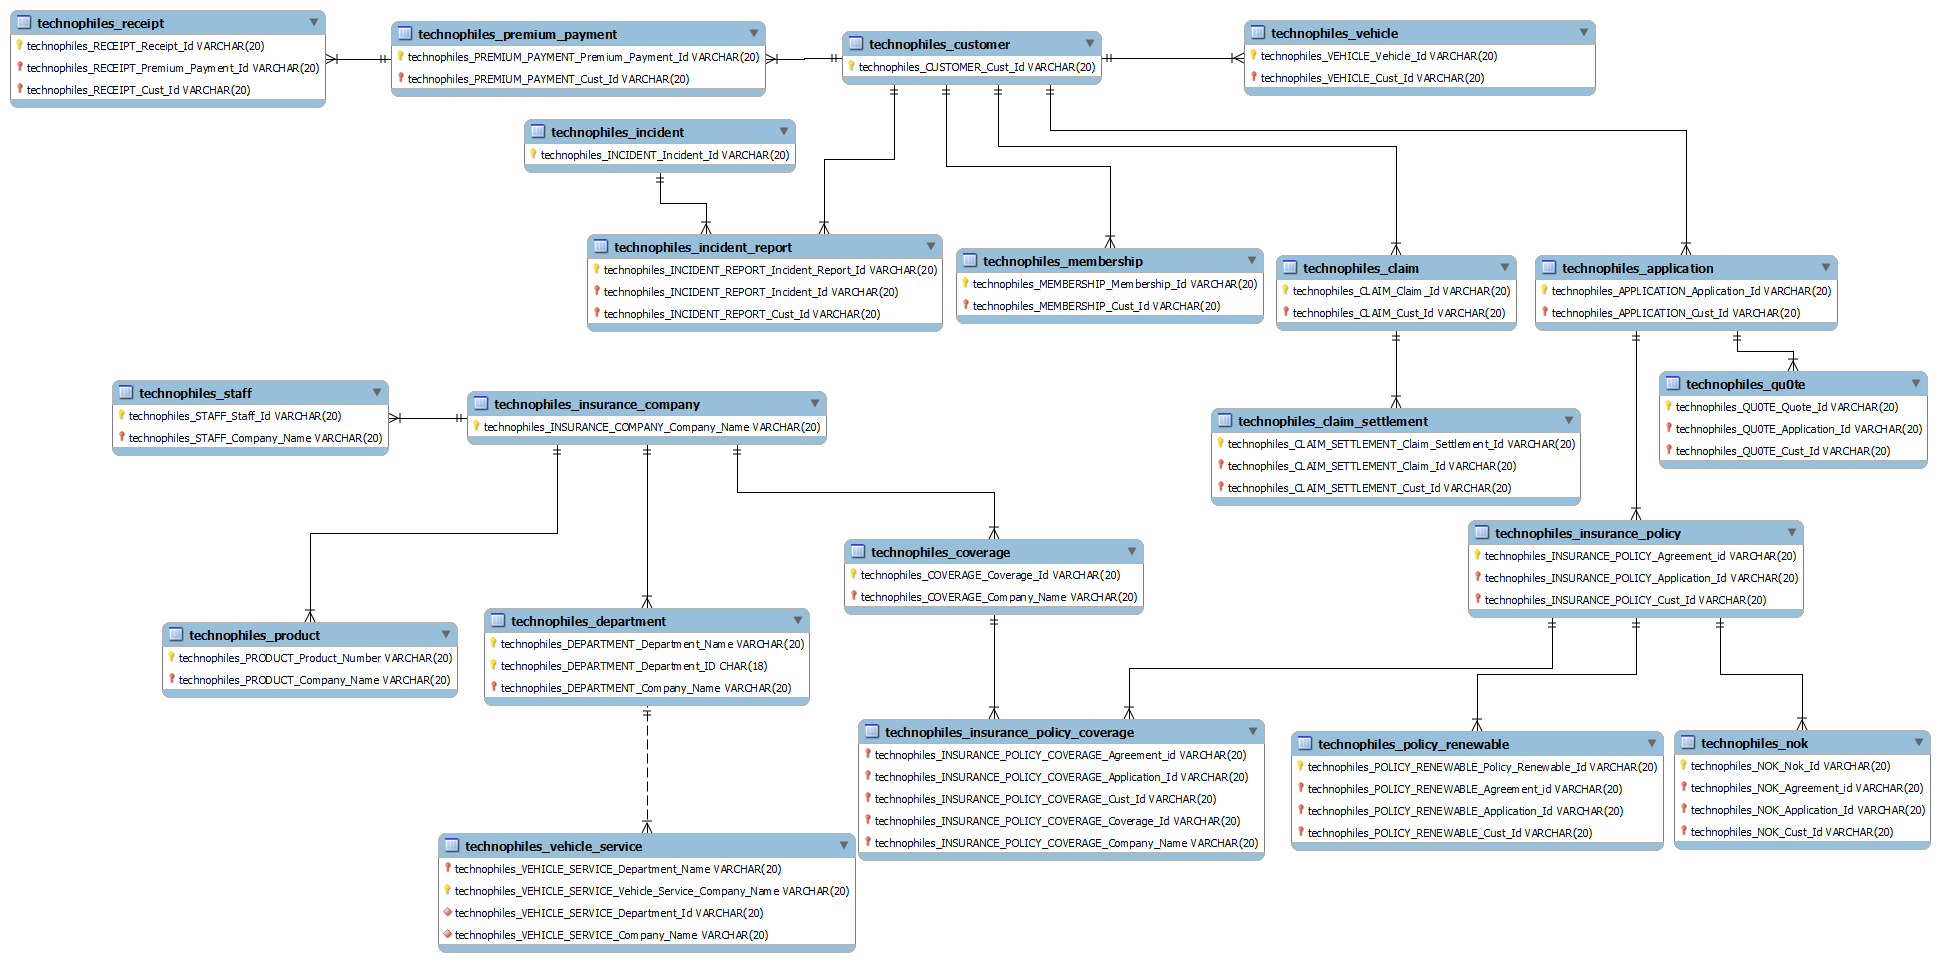 technophiles_receipt
technophiles_RECEIPT_Receipt_Id VARCHAR(20)
technophiles_RECEIPT_Premium_Payment_Id VARCHAR(20)
technophiles_RECEIPT_Cust_Id VARCHAR(20)
technophiles_premium_payment
technophiles_PREMIUM_PAYMENT_Premium_Payment_Id VARCHAR(20)
technophiles_PREMIUM_PAYMENT_Cust_Id VARCHAR(20)
technophiles_customer
technophiles_CUSTOMER_Cust_Id VARCHAR(20)
technophiles_vehicle
technophiles_VEHICLE_Vehicle_Id VARCHAR(20)
technophiles_VEHICLE_Cust_Id VARCHAR(20)
technophiles_incident
technophiles_INCIDENT_Incident_Id VARCHAR(20)
technophiles_incident_report
technophiles_INCIDENT_REPORT_Incident_Report_Id VARCHAR(20)
technophiles_INCIDENT_REPORT_Incident_Id VARCHAR(20)
technophiles_INCIDENT_REPORT_Cust_Id VARCHAR(20)
technophiles_membership
technophiles_MEMBERSHIP_Membership_Id VARCHAR(20)
technophiles_MEMBERSHIP_Cust_Id VARCHAR(20)
technophiles_claim
technophiles_CLAIM_Claim_Id VARCHAR(20)
technophiles_CLAIM_Cust_Id VARCHAR(20)
technophiles_application
technophiles_APPLICATION_Application_Id VARCHAR(20)
technophiles_APPLICATION_Cust_Id VARCHAR(20)
technophiles_staff
technophiles_STAFF_Staff_Id VARCHAR(20)
technophiles_STAFF_Company_Name VARCHAR(20)
technophiles_insurance_company
technophiles_INSURANCE_COMPANY_Company_Name VARCHAR(20)
technophiles_claim_settlement
technophiles_CLAIM_SETTLEMENT_Claim_Settlement_Id VARCHAR(20)
technophiles_CLAIM_SETTLEMENT_Claim_Id VARCHAR(20)
technophiles_CLAIM_SETTLEMENT_Cust_Id VARCHAR(20)
technophiles_qu0te
technophiles_QU0TE_Quote_Id VARCHAR(20)
technophiles_QU0TE_Application_Id VARCHAR(20)
technophiles_QU0TE_Cust_Id VARCHAR(20)
technophiles_insurance_policy
technophiles_INSURANCE_POLICY_Agreement_id VARCHAR(20)
technophiles_INSURANCE_POLICY_Application_Id VARCHAR(20)
technophiles_INSURANCE_POLICY_Cust_Id VARCHAR(20)
technophiles_coverage
technophiles_COVERAGE_Coverage_Id VARCHAR(20)
technophiles_COVERAGE_Company_Name VARCHAR(20)
technophiles_product
technophiles_PRODUCT_Product_Number VARCHAR(20)
technophiles_PRODUCT_Company_Name VARCHAR(20)
technophiles_department
technophiles_DEPARTMENT_Department_Name VARCHAR(20)
technophiles_DEPARTMENT_Department_ID CHAR(18)
technophiles_DEPARTMENT_Company_Name VARCHAR(20)
technophiles_insurance_policy_coverage
technophiles_INSURANCE_POLICY_COVERAGE_Agreement_id VARCHAR(20)
technophiles_INSURANCE_POLICY_COVERAGE_Application_Id VARCHAR(20)
technophiles_INSURANCE_POLICY_COVERAGE_Cust_Id VARCHAR(20)
technophiles_INSURANCE_POLICY_COVERAGE_Coverage_Id VARCHAR(20)
technophiles_INSURANCE_POLICY_COVERAGE_Company_Name VARCHAR(20)
technophiles_policy_renewable
technophiles_POLICY_RENEWABLE_Policy_Renewable_Id VARCHAR(20)
technophiles_POLICY_RENEWABLE_Agreement_id VARCHAR(20)
technophiles_POLICY_RENEWABLE_Application_Id VARCHAR(20)
technophiles_POLICY_RENEWABLE_Cust_Id VARCHAR(20)
technophiles_nok
technophiles_NOK_Nok_Id VARCHAR(20)
technophiles_NOK_Agreement_id VARCHAR(20)
technophiles_NOK_Application_Id VARCHAR(20)
technophiles_NOK_Cust_Id VARCHAR(20)
technophiles_vehicle_service
technophiles_VEHICLE_SERVICE_Department_Name VARCHAR(20)
technophiles_VEHICLE_SERVICE_Vehicle_Service_Company_Name VARCHAR(20)
technophiles_VEHICLE_SERVICE_Department_Id VARCHAR(20)
technophiles_VEHICLE_SERVICE_Company_Name VARCHAR(20)